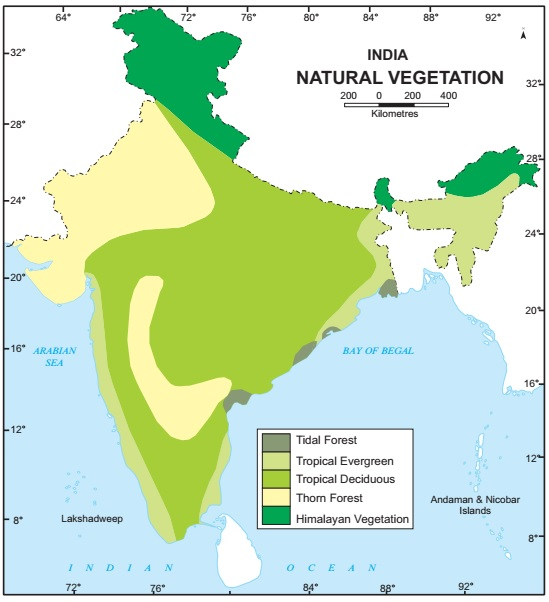 64° 72° 76° 80° 84° 88° 92°
INDIA
NATURAL VEGETATION
200 0 200 400
Kilometres
32°
28°
24°
20°
16°
12°
8°
32°
28°
24°
20°
16°
12°
8°
ARABIAN
SEA
BAY OF BEGAL
Tidal Forest
Tropical Evergreen
Tropical Deciduous
Thorn Forest
Himalayan Vegetation
Andaman & Nicobar
Islands
Lakshadweep
I N D I A N O C E A N
72° 76° 84° 88° 92°